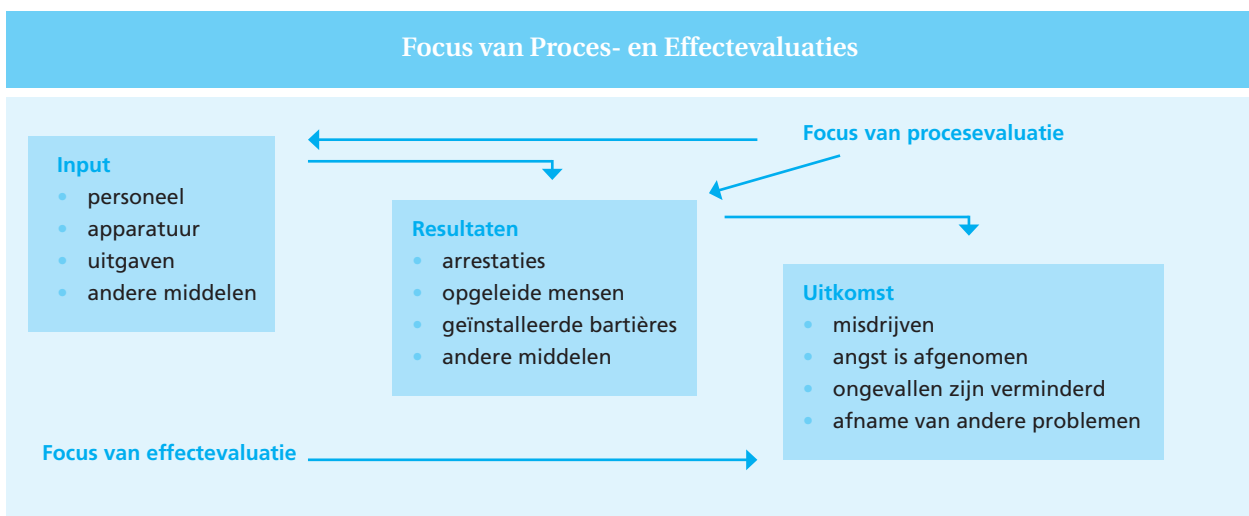 Focus van Proces- en Effectevaluaties
Focus van procesevaluatie
Input
• personeel
• apparatuur
• uitgaven
• andere middelen
Resultaten
• arrestaties
• opgeleide mensen
• geïnstalleerde bartières
• andere middelen
Uitkomst
• misdrijven
• angst is afgenomen
• ongevallen zijn verminderd
• afname van andere problemen
Focus van effectevaluatie